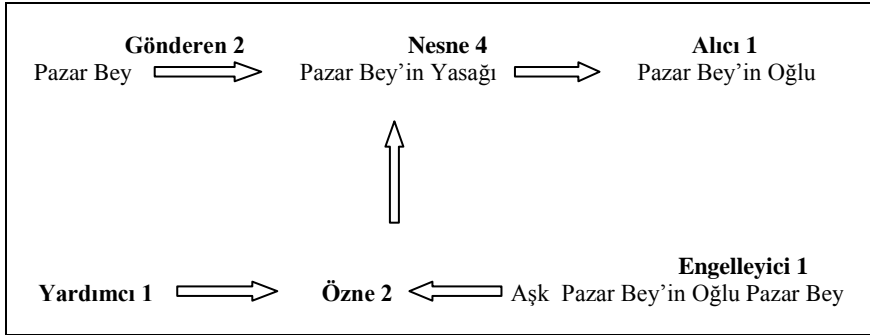 Gönderen 2 Nesne 4 Alıcı 1
Pazar Bey Pazar Bey’in Yasağı Pazar Bey’in Oğlu
Engelleyici 1
Yardımcı 1 Özne 2 Aşk Pazar Bey’in Oğlu Pazar Bey